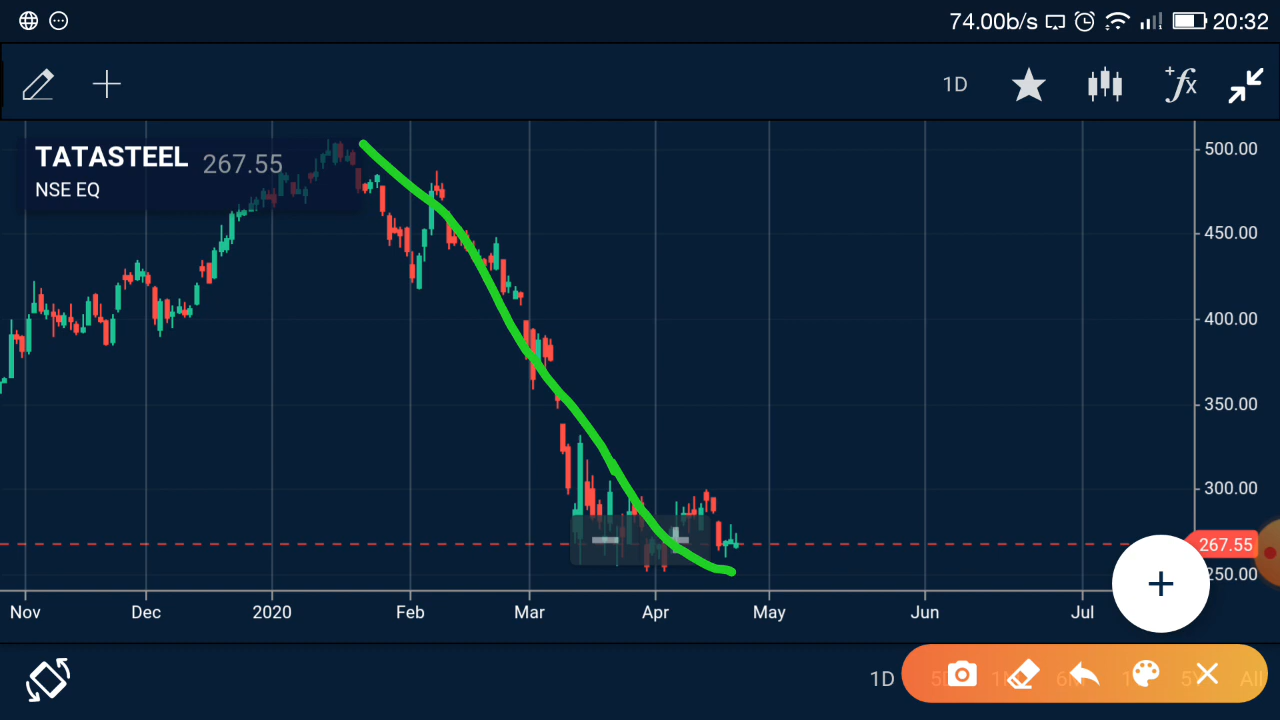 74.00b/s 20:32
1D
TATASTEEL 267.55
NSE EQ
500.00
450.00
400.00
350.00
300.00
267.55
250.00
Nov Dec 2020 Feb Mar Apr May Jun Jul
1D